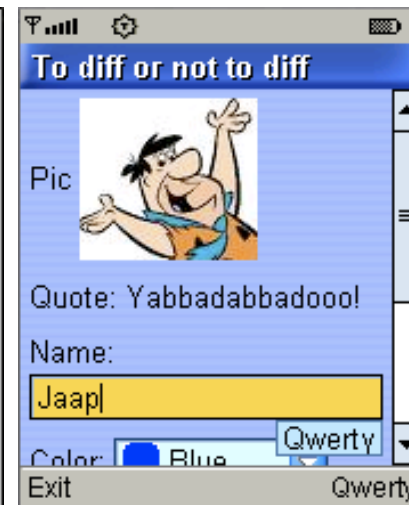 To diff or not to diff
Pic
Quote: Yabbadabbadooo!
Name:
Jaap
Qwerty
Color: Blue
Exit Qwerty